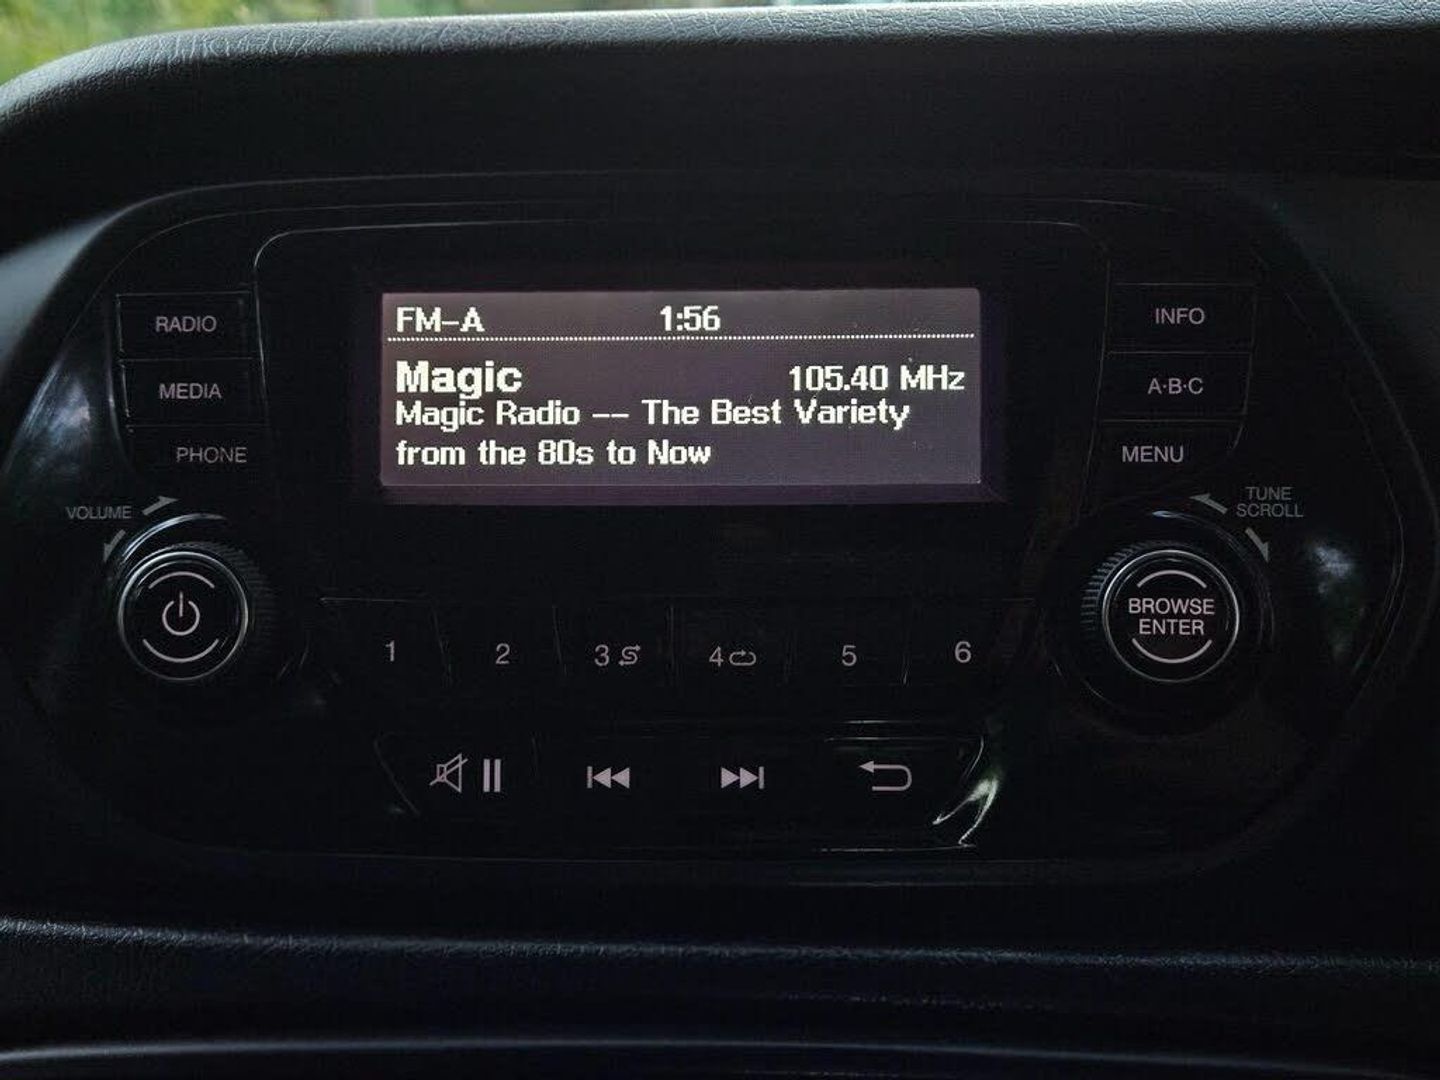 FM-A 1:56
Magic 105.40 MHz
Magic Radio -- The Best Variety
from the 80s to Now
RADIO
MEDIA
PHONE
VOLUME
INFO
A·B·C
MENU
TUNE
SCROLL
BROWSE
ENTER
1 2 3 4 5 6